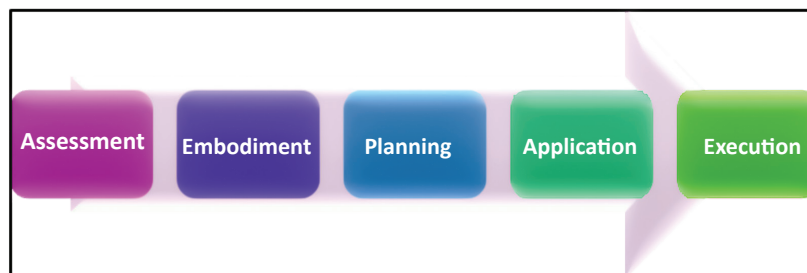 Assessment
Embodiment
Planning
Application
Execution